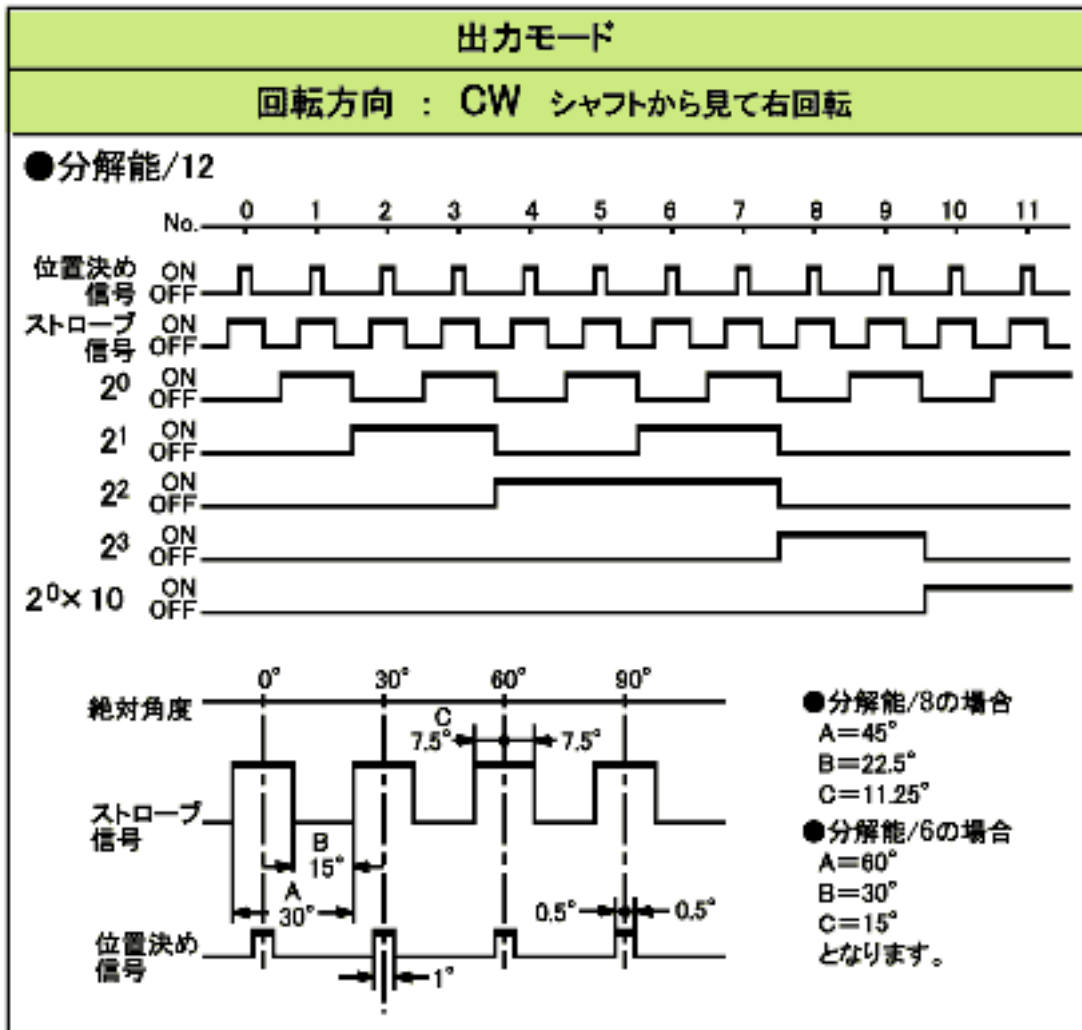 出力モード
回転方向 : CW シャフトから見て右回転
●分解能/12
No. 0 1 2 3 4 5 6 7 8 9 10 11
位置決め信号 ON OFF
ストローブ信号 ON OFF
2⁰ ON OFF
2¹ ON OFF
2² ON OFF
2³ ON OFF
2⁰×10 ON OFF
絶対角度 0° 30° 60° 90°
C
7.5° 7.5°
ストローブ信号
B
15°
A
30°
0.5° 0.5°
位置決め信号
1°
●分解能/8の場合
A=45°
B=22.5°
C=11.25°
●分解能/6の場合
A=60°
B=30°
C=15°
となります。